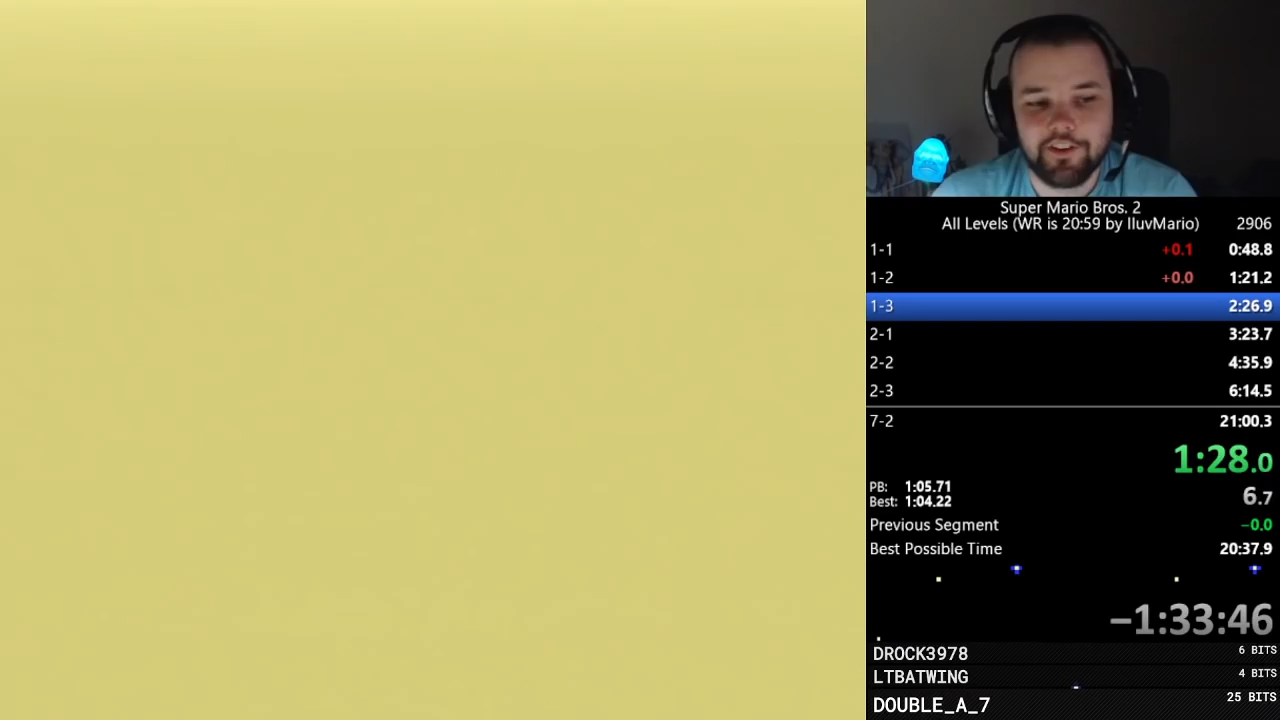 Super Mario Bros. 2
All Levels (WR is 20:59 by IluvMario) 2906
1-1 +0.1 0:48.8
1-2 +0.0 1:21.2
1-3 2:26.9
2-1 3:23.7
2-2 4:35.9
2-3 6:14.5
7-2 21:00.3
1:28.0
PB: 1:05.71
Best: 1:04.22
6.7
Previous Segment -0.0
Best Possible Time 20:37.9
-1:33:46
DROCK3978 6 BITS
LTBATWING 4 BITS
DOUBLE_A_7 25 BITS